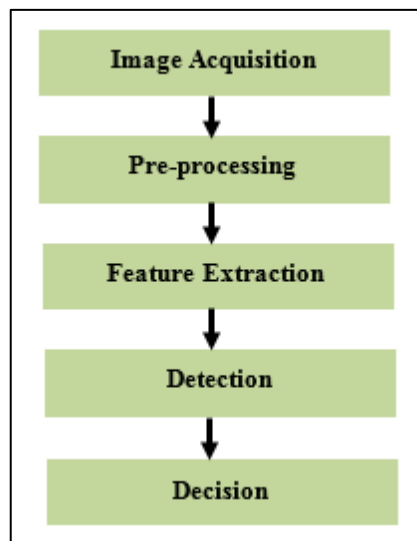 Image Acquisition
Pre-processing
Feature Extraction
Detection
Decision